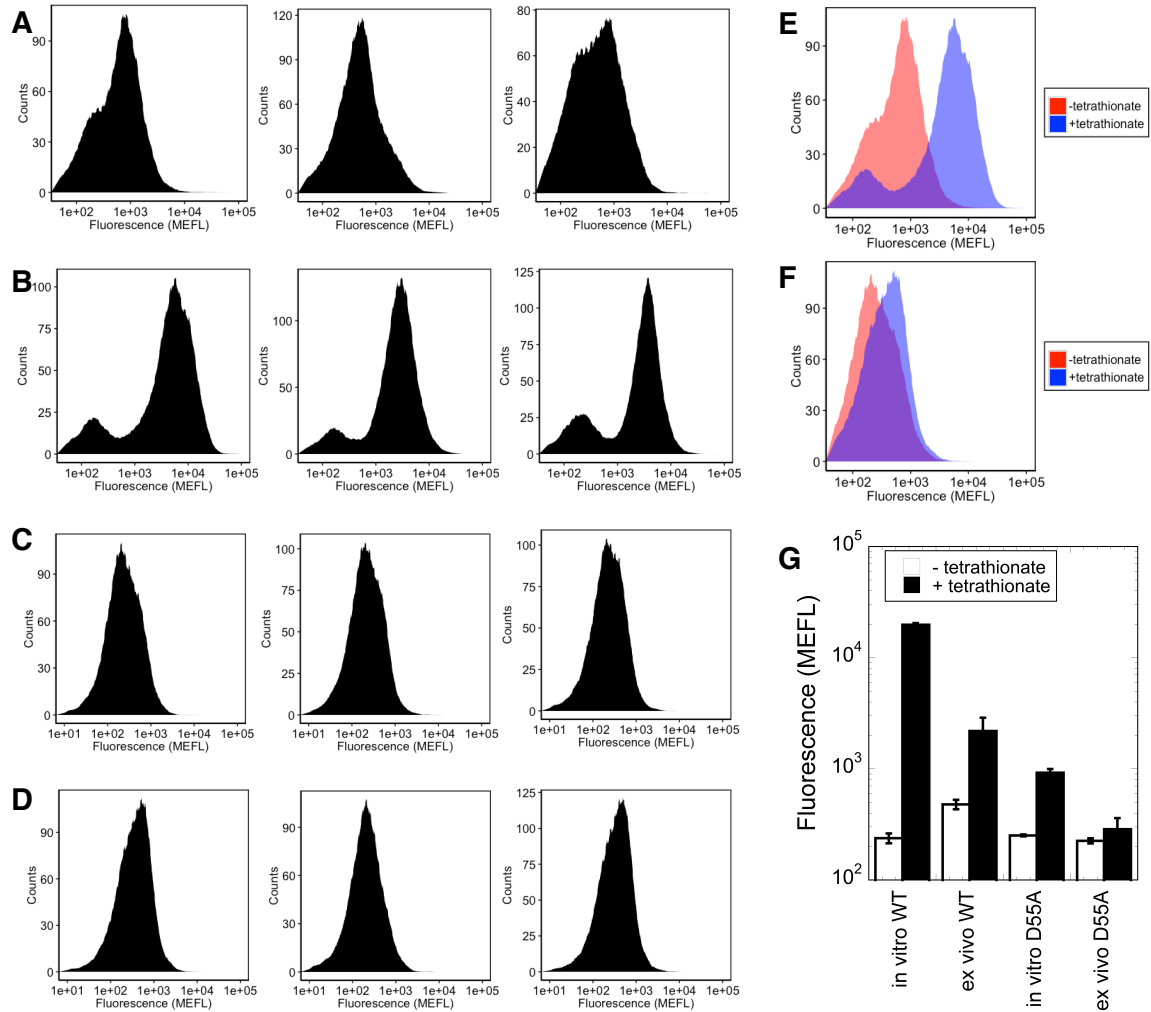 A
Counts
90
60
30
0
1e+02 1e+03 1e+04 1e+05
Fluorescence (MEFL)
Counts
120
90
60
30
0
1e+02 1e+03 1e+04 1e+05
Fluorescence (MEFL)
Counts
80
60
40
20
0
1e+02 1e+03 1e+04 1e+05
Fluorescence (MEFL)
E
Counts
90
60
30
0
1e+02 1e+03 1e+04 1e+05
Fluorescence (MEFL)
-tetrathionate
+tetrathionate
B
Counts
100
75
50
25
0
1e+02 1e+03 1e+04 1e+05
Fluorescence (MEFL)
Counts
100
50
0
1e+02 1e+03 1e+04 1e+05
Fluorescence (MEFL)
Counts
125
100
75
50
25
0
1e+02 1e+03 1e+04 1e+05
Fluorescence (MEFL)
F
Counts
90
60
30
0
1e+02 1e+03 1e+04 1e+05
Fluorescence (MEFL)
-tetrathionate
+tetrathionate
C
Counts
90
60
30
0
1e+01 1e+02 1e+03 1e+04 1e+05
Fluorescence (MEFL)
Counts
100
75
50
25
0
1e+01 1e+02 1e+03 1e+04 1e+05
Fluorescence (MEFL)
Counts
100
75
50
25
0
1e+01 1e+02 1e+03 1e+04 1e+05
Fluorescence (MEFL)
D
Counts
90
60
30
0
1e+01 1e+02 1e+03 1e+04 1e+05
Fluorescence (MEFL)
Counts
90
60
30
0
1e+01 1e+02 1e+03 1e+04 1e+05
Fluorescence (MEFL)
Counts
125
100
75
50
25
0
1e+01 1e+02 1e+03 1e+04 1e+05
Fluorescence (MEFL)
G
Fluorescence (MEFL)
10^5
10^4
10^3
10^2
- tetrathionate
+ tetrathionate
in vitro WT
ex vivo WT
in vitro D55A
ex vivo D55A